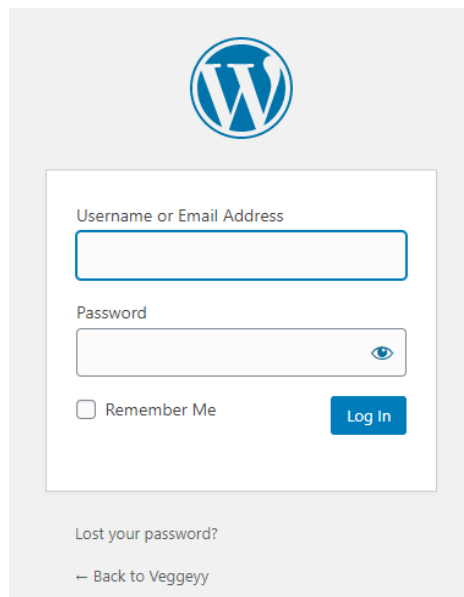 Username or Email Address
Password
Remember Me
Log In
Lost your password?
← Back to Veggeyy